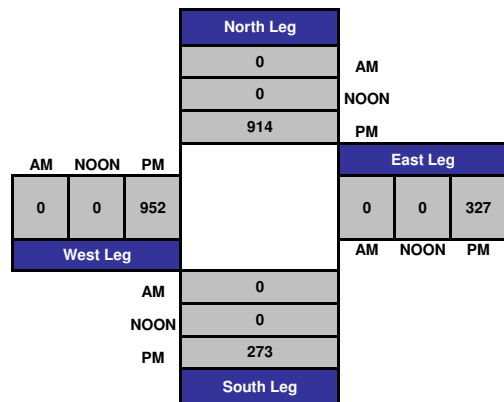 North Leg
0 AM
0 NOON
914 PM
AM NOON PM
East Leg
0 0 952
0 0 327
West Leg
AM NOON PM
AM 0
NOON 0
PM 273
South Leg